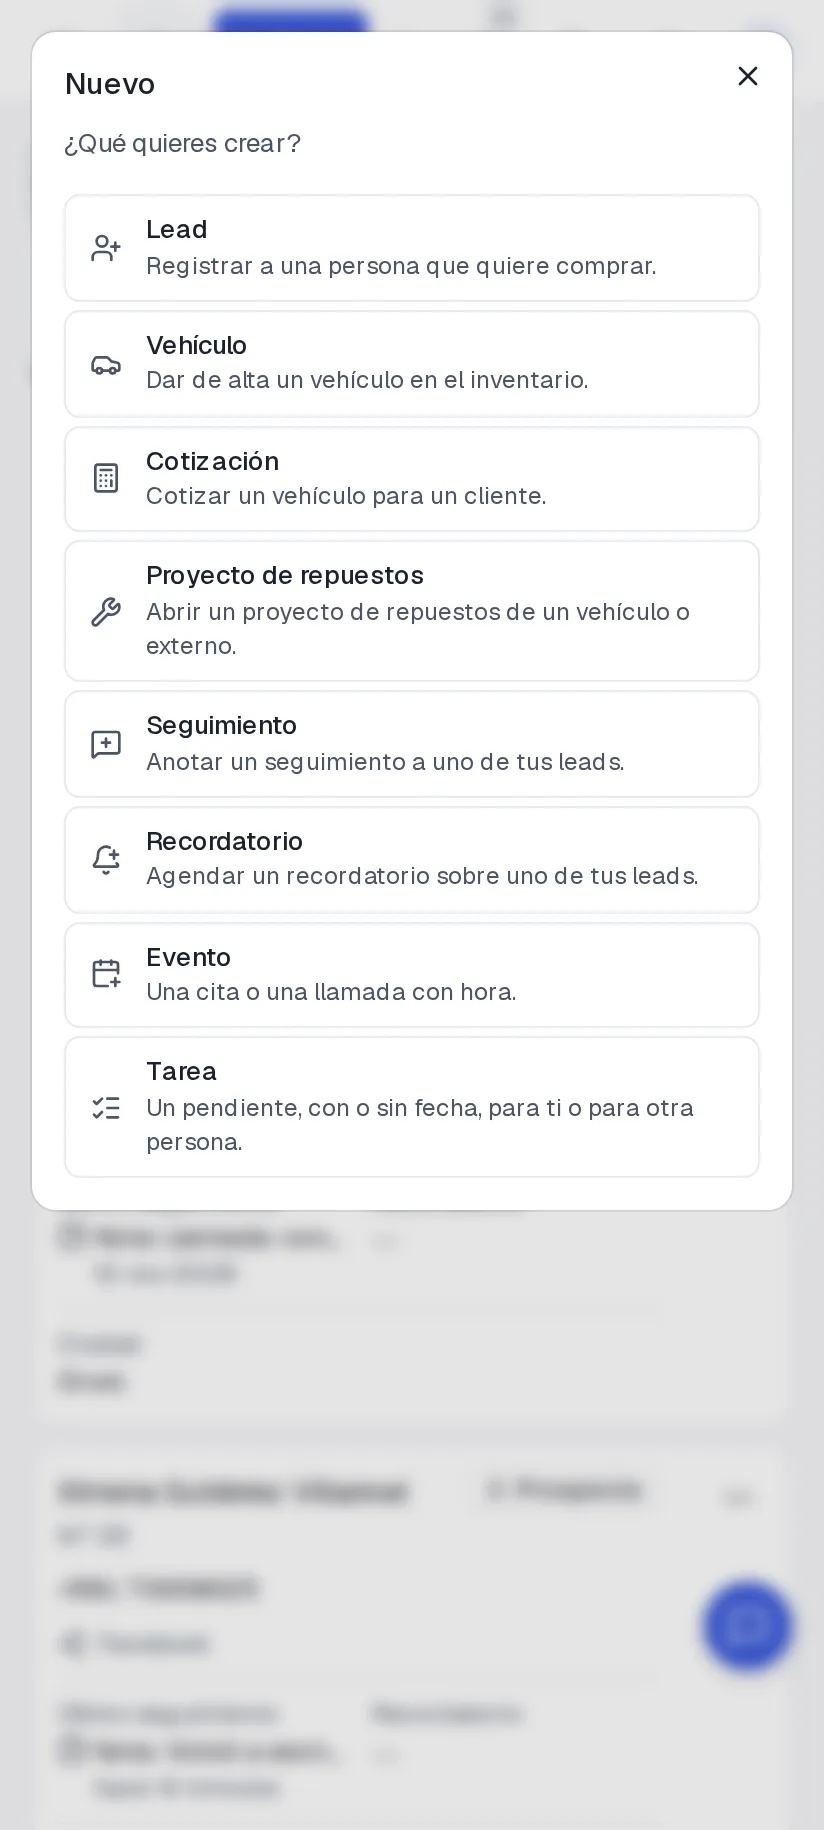 Nuevo
¿Qué quieres crear?
Lead
Registrar a una persona que quiere comprar.
Vehículo
Dar de alta un vehículo en el inventario.
Cotización
Cotizar un vehículo para un cliente.
Proyecto de repuestos
Abrir un proyecto de repuestos de un vehículo o
externo.
Seguimiento
Anotar un seguimiento a uno de tus leads.
Recordatorio
Agendar un recordatorio sobre uno de tus leads.
Evento
Una cita o una llamada con hora.
Tarea
Un pendiente, con o sin fecha, para ti o para otra
persona.